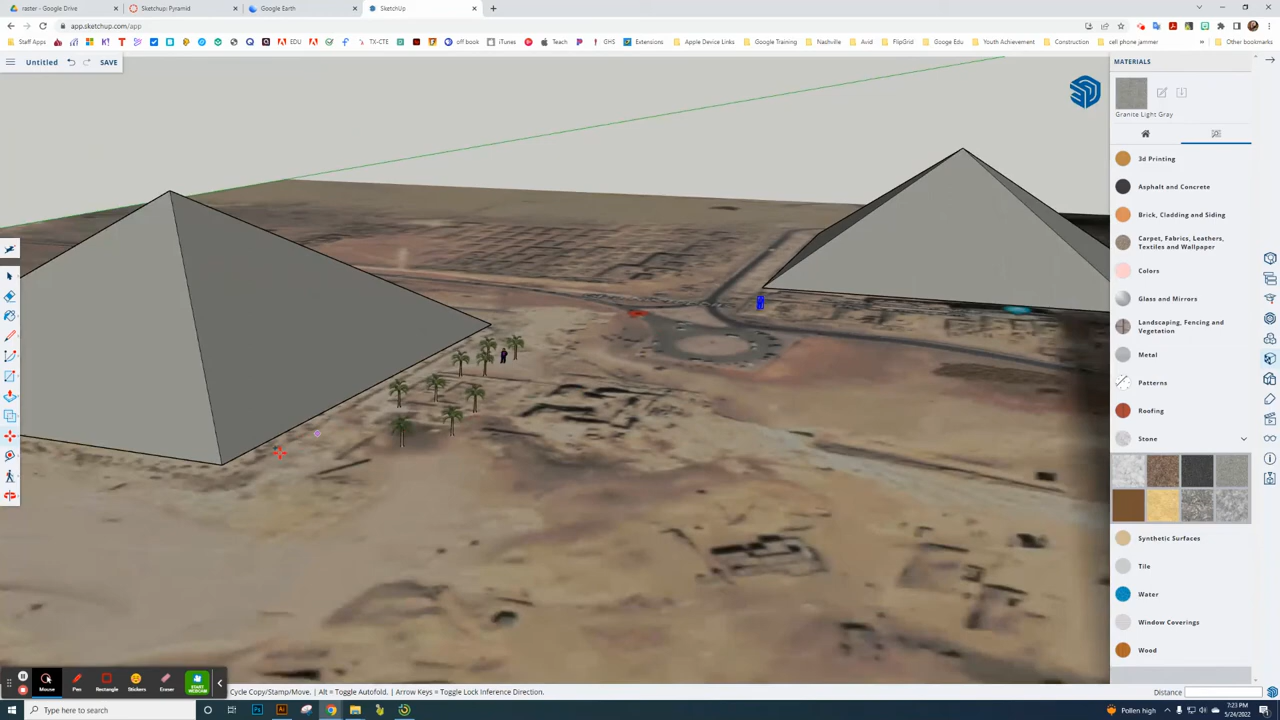 raster - Google Drive
Sketchup: Pyramid
Google Earth
SketchUp
app.sketchup.com/app
Staff Apps
EDU
TX-CTE
off book
iTunes
Teach
GHS
Extensions
Apple Device Links
Google Training
Nashville
Avid
FlipGrid
Googe Edu
Youth Achievement
Construction
cell phone jammer
Other bookmarks
Untitled
SAVE
MATERIALS
Granite Light Gray
3d Printing
Asphalt and Concrete
Brick, Cladding and Siding
Carpet, Fabrics, Leathers,
Textiles and Wallpaper
Colors
Glass and Mirrors
Landscaping, Fencing and
Vegetation
Metal
Patterns
Roofing
Stone
Synthetic Surfaces
Tile
Water
Window Coverings
Wood
Mouse
Pen
Rectangle
Stickers
Eraser
START
WEBCAM
Cycle Copy/Stamp/Move. | Alt = Toggle Autofold. | Arrow Keys = Toggle Lock Inference Direction.
Distance
Type here to search
Pollen high
7:23 PM
5/24/2022